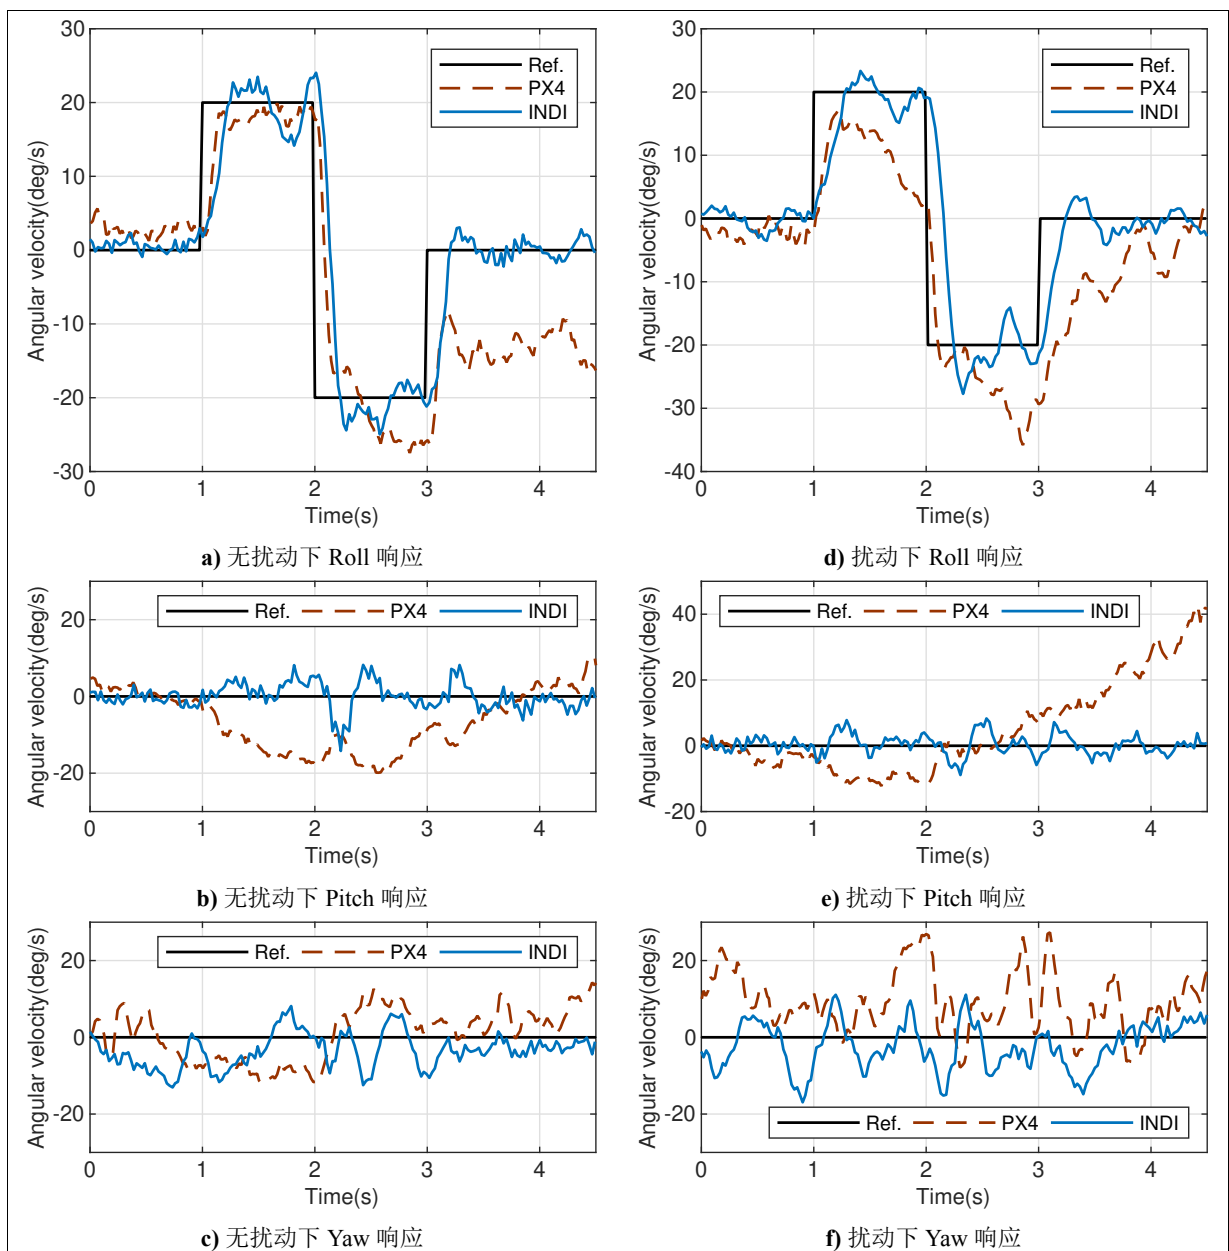 30
20
10
0
-10
-20
-30
0 1 2 3 4
Angular velocity(deg/s)
Time(s)
Ref.
PX4
INDI
a) 无扰动下 Roll 响应
30
20
10
0
-10
-20
-30
-40
0 1 2 3 4
Angular velocity(deg/s)
Time(s)
Ref.
PX4
INDI
d) 扰动下 Roll 响应
20
0
-20
0 1 2 3 4
Angular velocity(deg/s)
Time(s)
Ref. PX4 INDI
b) 无扰动下 Pitch 响应
40
20
0
-20
0 1 2 3 4
Angular velocity(deg/s)
Time(s)
Ref. PX4 INDI
e) 扰动下 Pitch 响应
20
0
-20
0 1 2 3 4
Angular velocity(deg/s)
Time(s)
Ref. PX4 INDI
c) 无扰动下 Yaw 响应
20
0
-20
0 1 2 3 4
Angular velocity(deg/s)
Time(s)
Ref. PX4 INDI
f) 扰动下 Yaw 响应